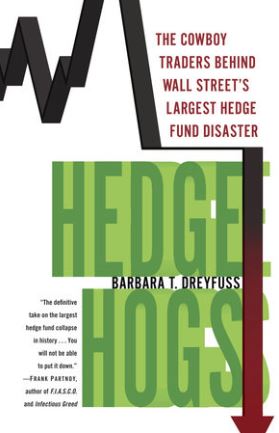 THE COWBOY
TRADERS BEHIND
WALL STREET'S
LARGEST HEDGE
FUND DISASTER
HEDGE
BARBARA T. DREYFUSS
HOGS
"The definitive
take on the largest
hedge fund collapse
in history . . . You
will not be able
to put it down."
—FRANK PARTNOY,
author of F.I.A.S.C.O.
and Infectious Greed